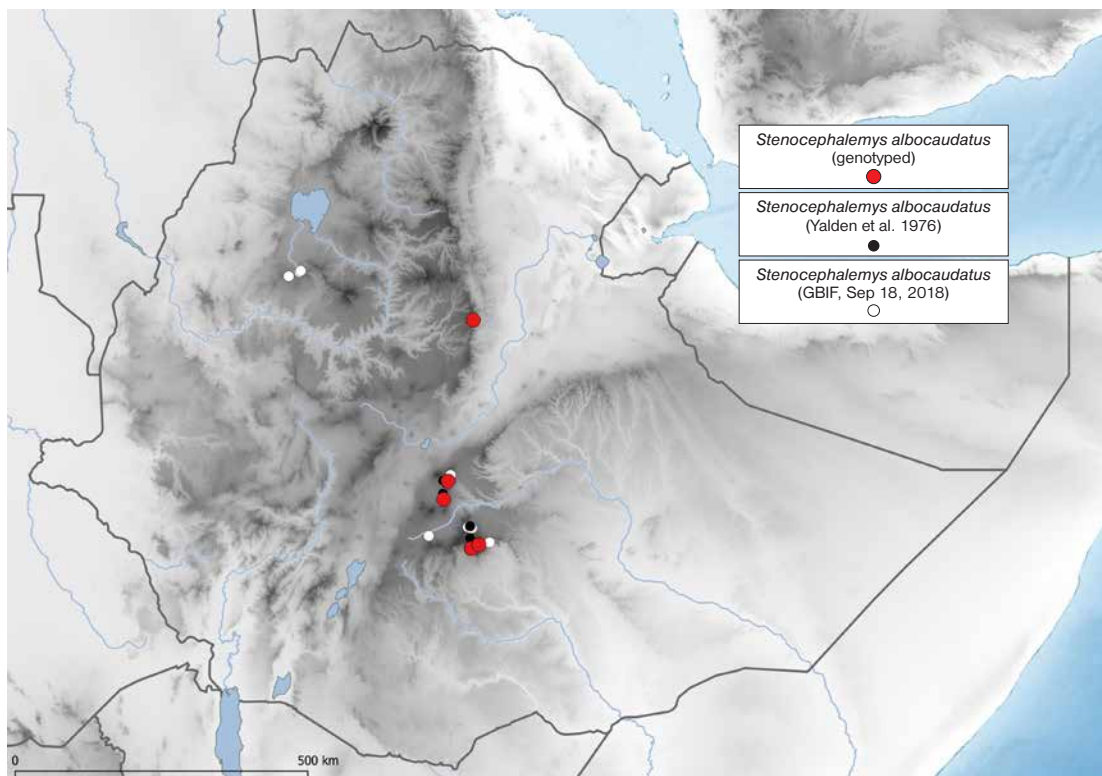 Stenocephalemys albocaudatus
(genotyped)
Stenocephalemys albocaudatus
(Yalden et al. 1976)
Stenocephalemys albocaudatus
(GBIF, Sep 18, 2018)
0 500 km